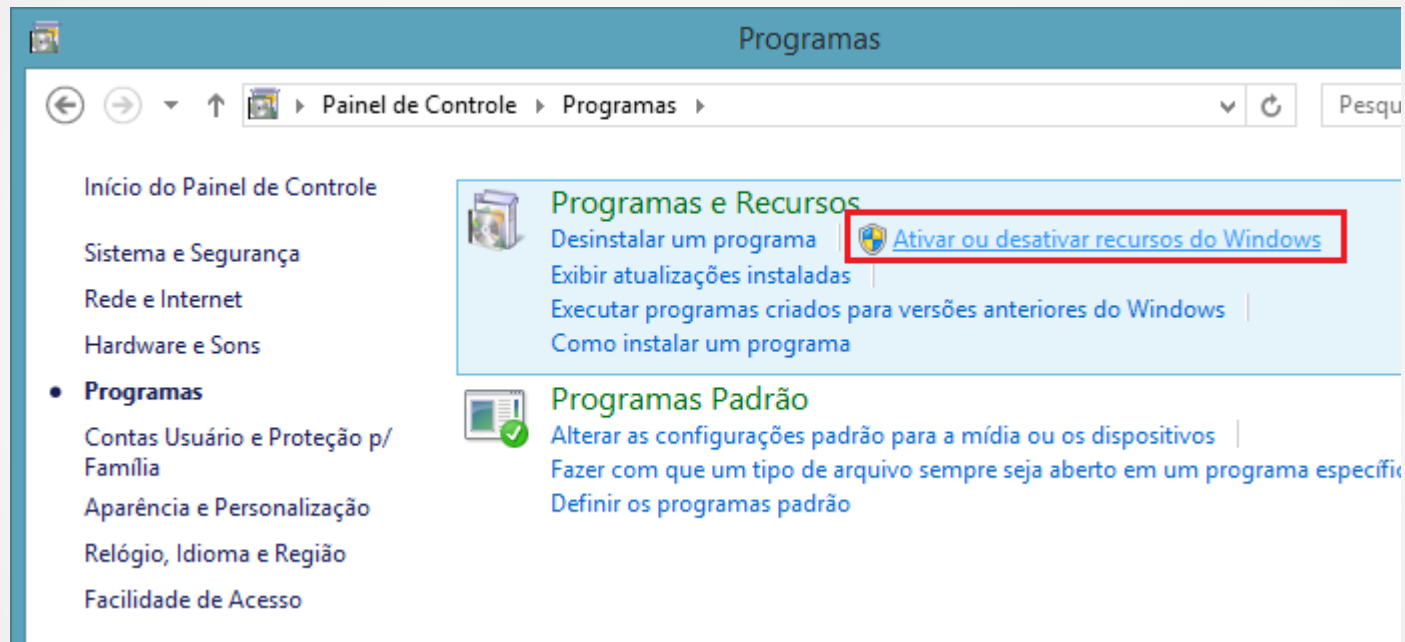 Programas
Painel de Controle Programas
Pesqu
Início do Painel de Controle
Sistema e Segurança
Rede e Internet
Hardware e Sons
Programas
Contas Usuário e Proteção p/
Família
Aparência e Personalização
Relógio, Idioma e Região
Facilidade de Acesso
Programas e Recursos
Desinstalar um programa Ativar ou desativar recursos do Windows
Exibir atualizações instaladas
Executar programas criados para versões anteriores do Windows
Como instalar um programa
Programas Padrão
Alterar as configurações padrão para a mídia ou os dispositivos
Fazer com que um tipo de arquivo sempre seja aberto em um programa específic
Definir os programas padrão